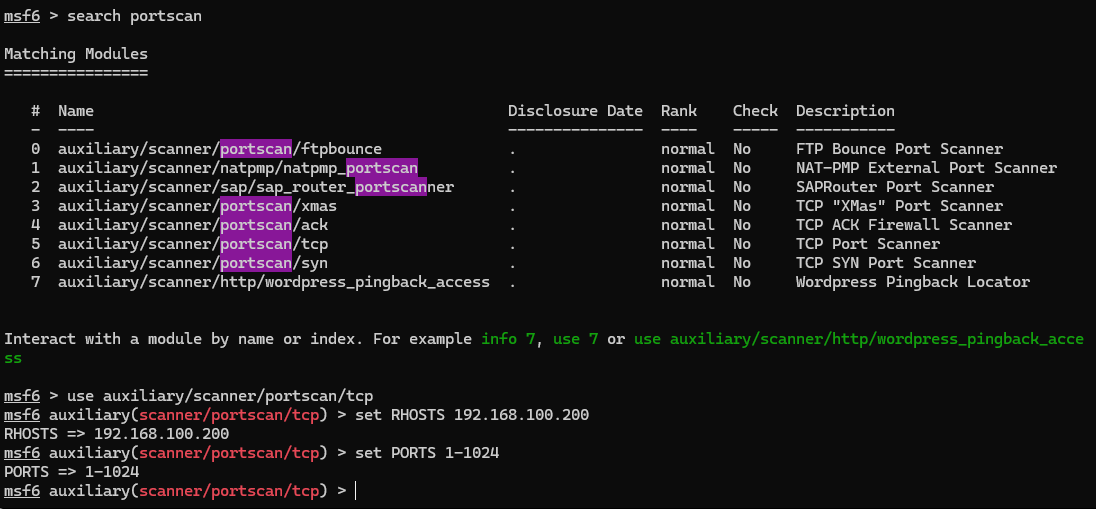 msf6 > search portscan
Matching Modules
================
#  Name                                             Disclosure Date  Rank    Check  Description
-  ----                                             ---------------  ----    -----  -----------
0  auxiliary/scanner/portscan/ftpbounce             .                normal  No     FTP Bounce Port Scanner
1  auxiliary/scanner/natpmp/natpmp_portscan         .                normal  No     NAT-PMP External Port Scanner
2  auxiliary/scanner/sap/sap_router_portscanner     .                normal  No     SAPRouter Port Scanner
3  auxiliary/scanner/portscan/xmas                  .                normal  No     TCP "XMas" Port Scanner
4  auxiliary/scanner/portscan/ack                   .                normal  No     TCP ACK Firewall Scanner
5  auxiliary/scanner/portscan/tcp                   .                normal  No     TCP Port Scanner
6  auxiliary/scanner/portscan/syn                   .                normal  No     TCP SYN Port Scanner
7  auxiliary/scanner/http/wordpress_pingback_access .                normal  No     Wordpress Pingback Locator
Interact with a module by name or index. For example info 7, use 7 or use auxiliary/scanner/http/wordpress_pingback_acce
ss
msf6 > use auxiliary/scanner/portscan/tcp
msf6 auxiliary(scanner/portscan/tcp) > set RHOSTS 192.168.100.200
RHOSTS => 192.168.100.200
msf6 auxiliary(scanner/portscan/tcp) > set PORTS 1-1024
PORTS => 1-1024
msf6 auxiliary(scanner/portscan/tcp) >